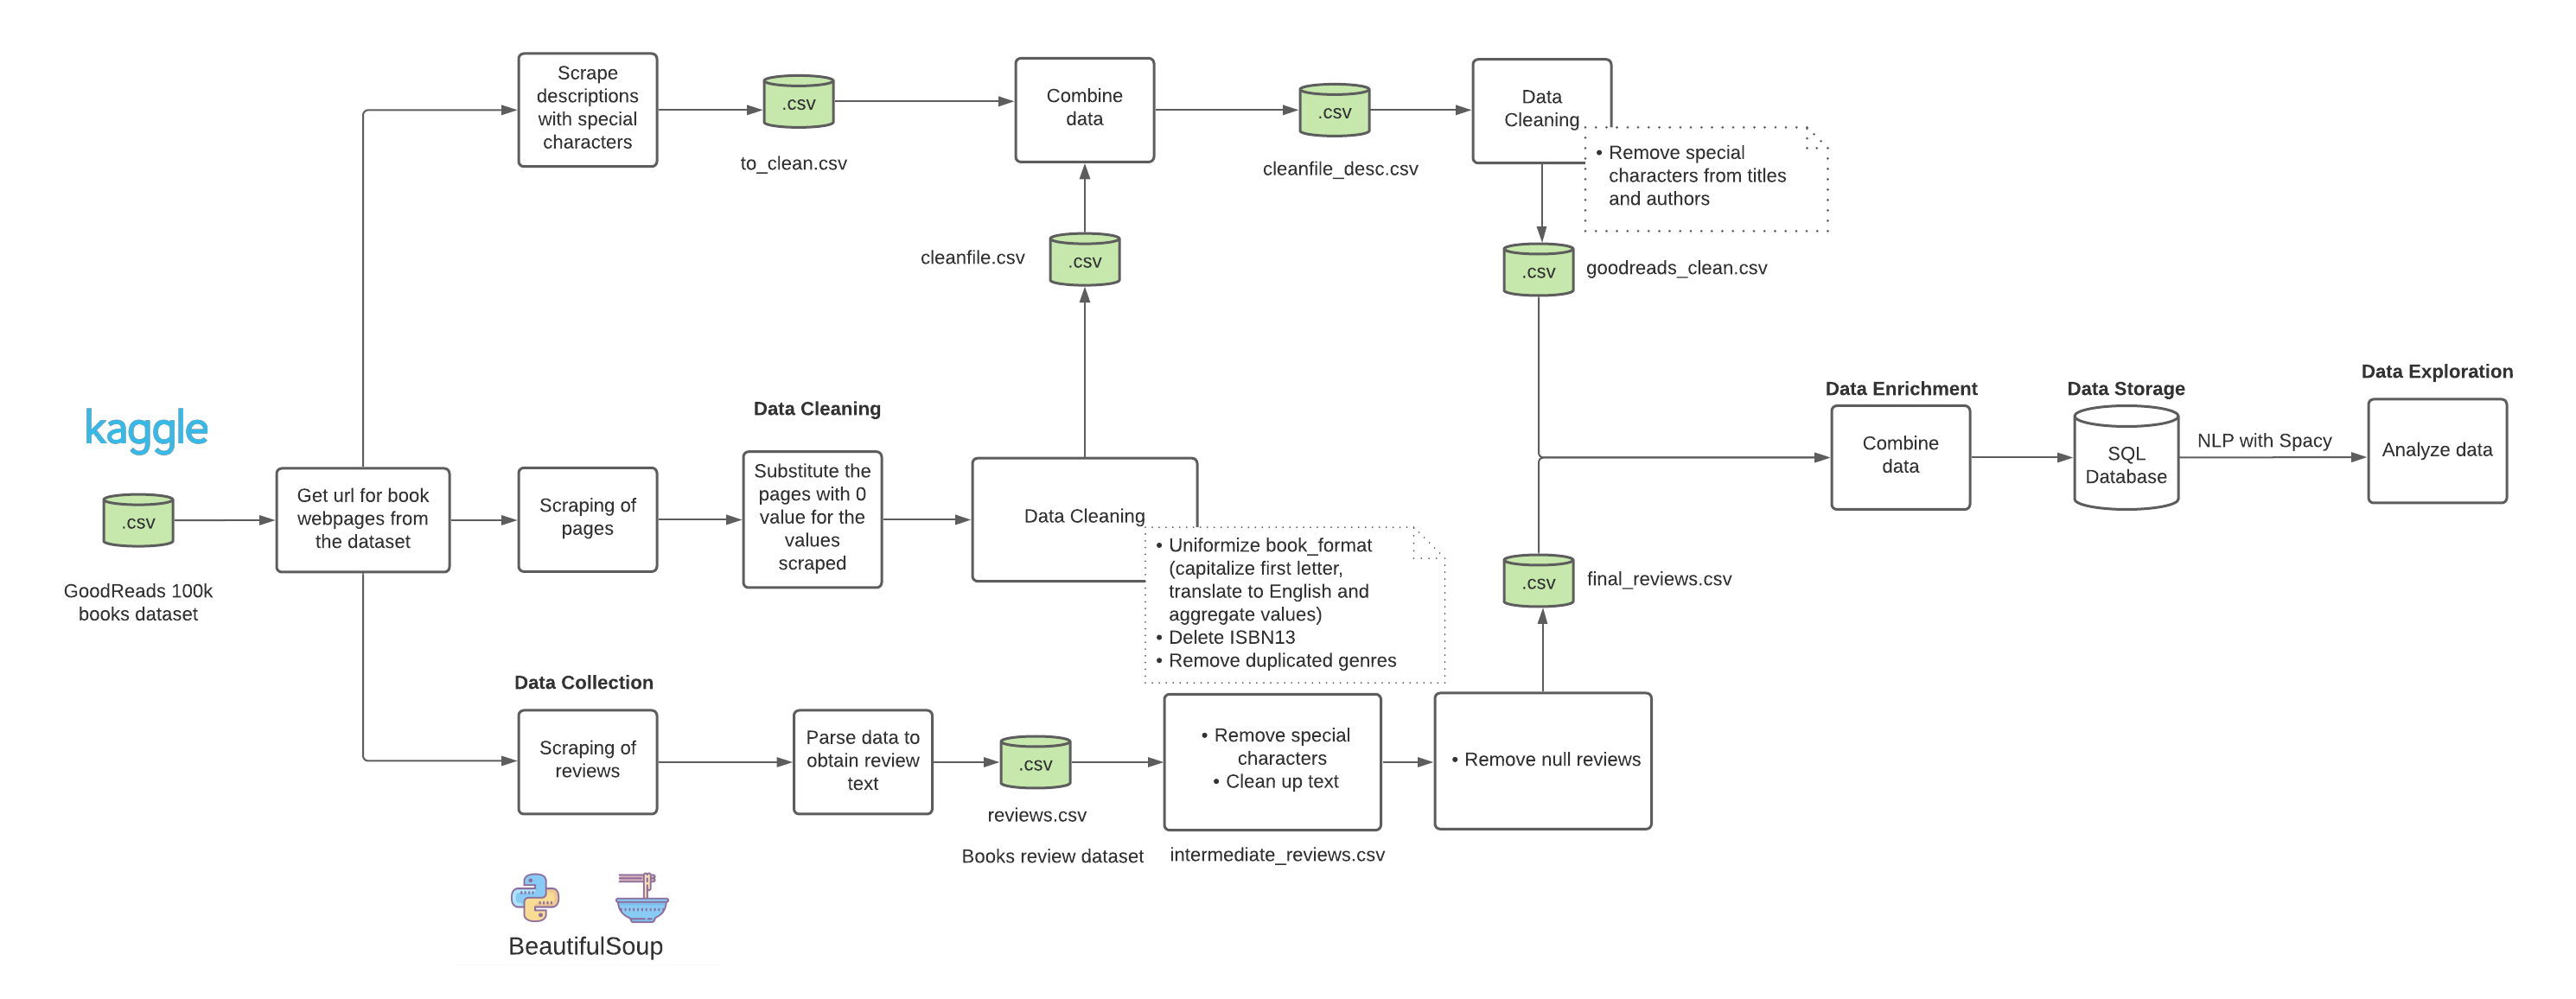 Scrape
descriptions
with special
characters
.csv
to_clean.csv
Combine
data
.csv
cleanfile_desc.csv
Data
Cleaning
• Remove special
characters from titles
and authors
cleanfile.csv
.csv
.csv
goodreads_clean.csv
kaggle
.csv
GoodReads 100k
books dataset
Get url for book
webpages from
the dataset
Scraping of
pages
Data Cleaning
Substitute the
pages with 0
value for the
values
scraped
Data Cleaning
• Uniformize book_format
(capitalize first letter,
translate to English and
aggregate values)
• Delete ISBN13
• Remove duplicated genres
Data Enrichment
Combine
data
Data Storage
SQL
Database
NLP with Spacy
Data Exploration
Analyze data
.csv
final_reviews.csv
Data Collection
Scraping of
reviews
Parse data to
obtain review
text
.csv
reviews.csv
Books review dataset
• Remove special
characters
• Clean up text
intermediate_reviews.csv
• Remove null reviews
BeautifulSoup